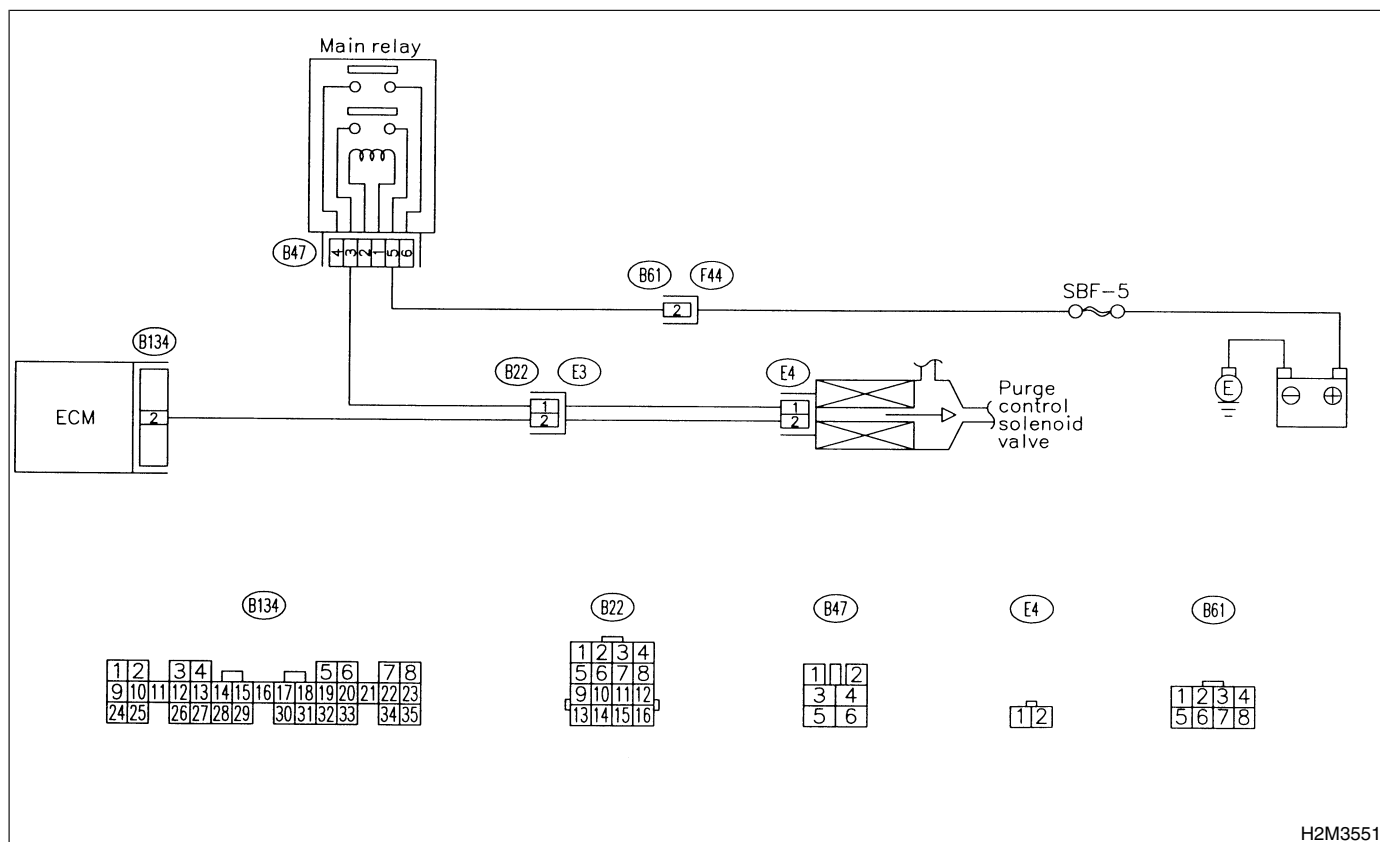 Main relay
B47
4 3 2 1 5 6
B61 F44
2
SBF-5
B134
ECM
2
B22 E3
1
2
E4
1
2
Purge
control
solenoid
valve
E
⊖ ⊕
B134
1 2 3 4 5 6 7 8
9 10 11 12 13 14 15 16 17 18 19 20 21 22 23
24 25 26 27 28 29 30 31 32 33 34 35
B22
1 2 3 4
5 6 7 8
9 10 11 12
13 14 15 16
B47
1 2
3 4
5 6
E4
1 2
B61
1 2 3 4
5 6 7 8
H2M3551